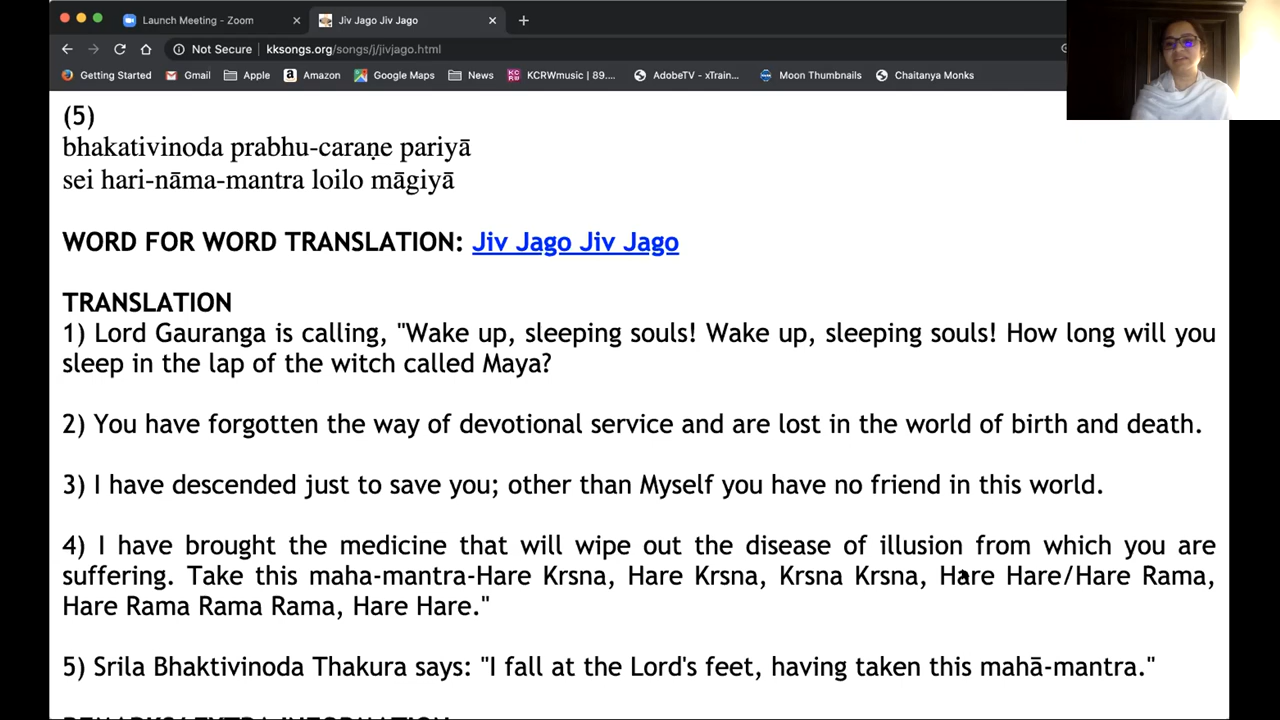 Launch Meeting - Zoom
Jiv Jago Jiv Jago
Not Secure | kksongs.org/songs/j/jivjago.html
Getting Started Gmail Apple Amazon Google Maps News KCRWmusic | 89.... AdobeTV - xTrain... Moon Thumbnails Chaitanya Monks
(5)
bhakativinoda prabhu-caraṇe pariyā
sei hari-nāma-mantra loilo māgiyā
WORD FOR WORD TRANSLATION: Jiv Jago Jiv Jago
TRANSLATION
1) Lord Gauranga is calling, "Wake up, sleeping souls! Wake up, sleeping souls! How long will you
sleep in the lap of the witch called Maya?
2) You have forgotten the way of devotional service and are lost in the world of birth and death.
3) I have descended just to save you; other than Myself you have no friend in this world.
4) I have brought the medicine that will wipe out the disease of illusion from which you are
suffering. Take this maha-mantra-Hare Krsna, Hare Krsna, Krsna Krsna, Hare Hare/Hare Rama,
Hare Rama Rama Rama, Hare Hare."
5) Srila Bhaktivinoda Thakura says: "I fall at the Lord's feet, having taken this mahā-mantra."
REMARKS/ EXTRA INFORMATION